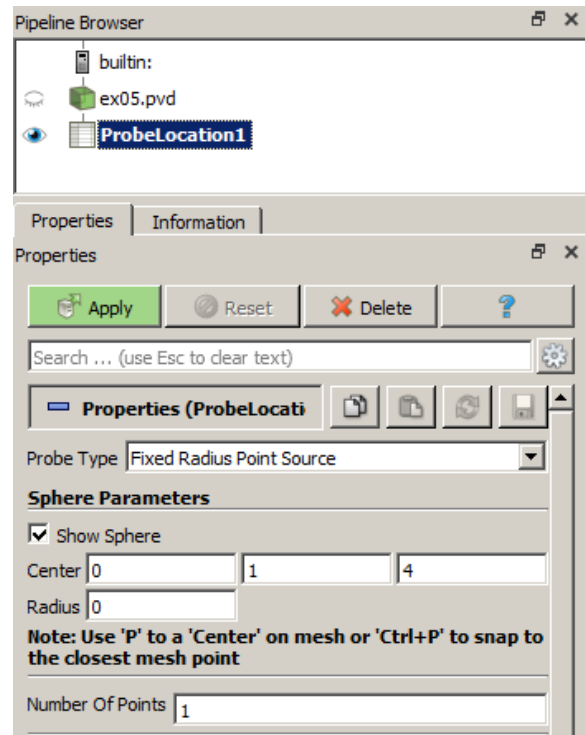 Pipeline Browser
builtin:
ex05.pvd
ProbeLocation1
Properties Information
Properties
Apply Reset Delete ?
Search ... (use Esc to clear text)
Properties (ProbeLocati
Probe Type Fixed Radius Point Source
Sphere Parameters
Show Sphere
Center 0 1 4
Radius 0
Note: Use 'P' to a 'Center' on mesh or 'Ctrl+P' to snap to
the closest mesh point
Number Of Points 1